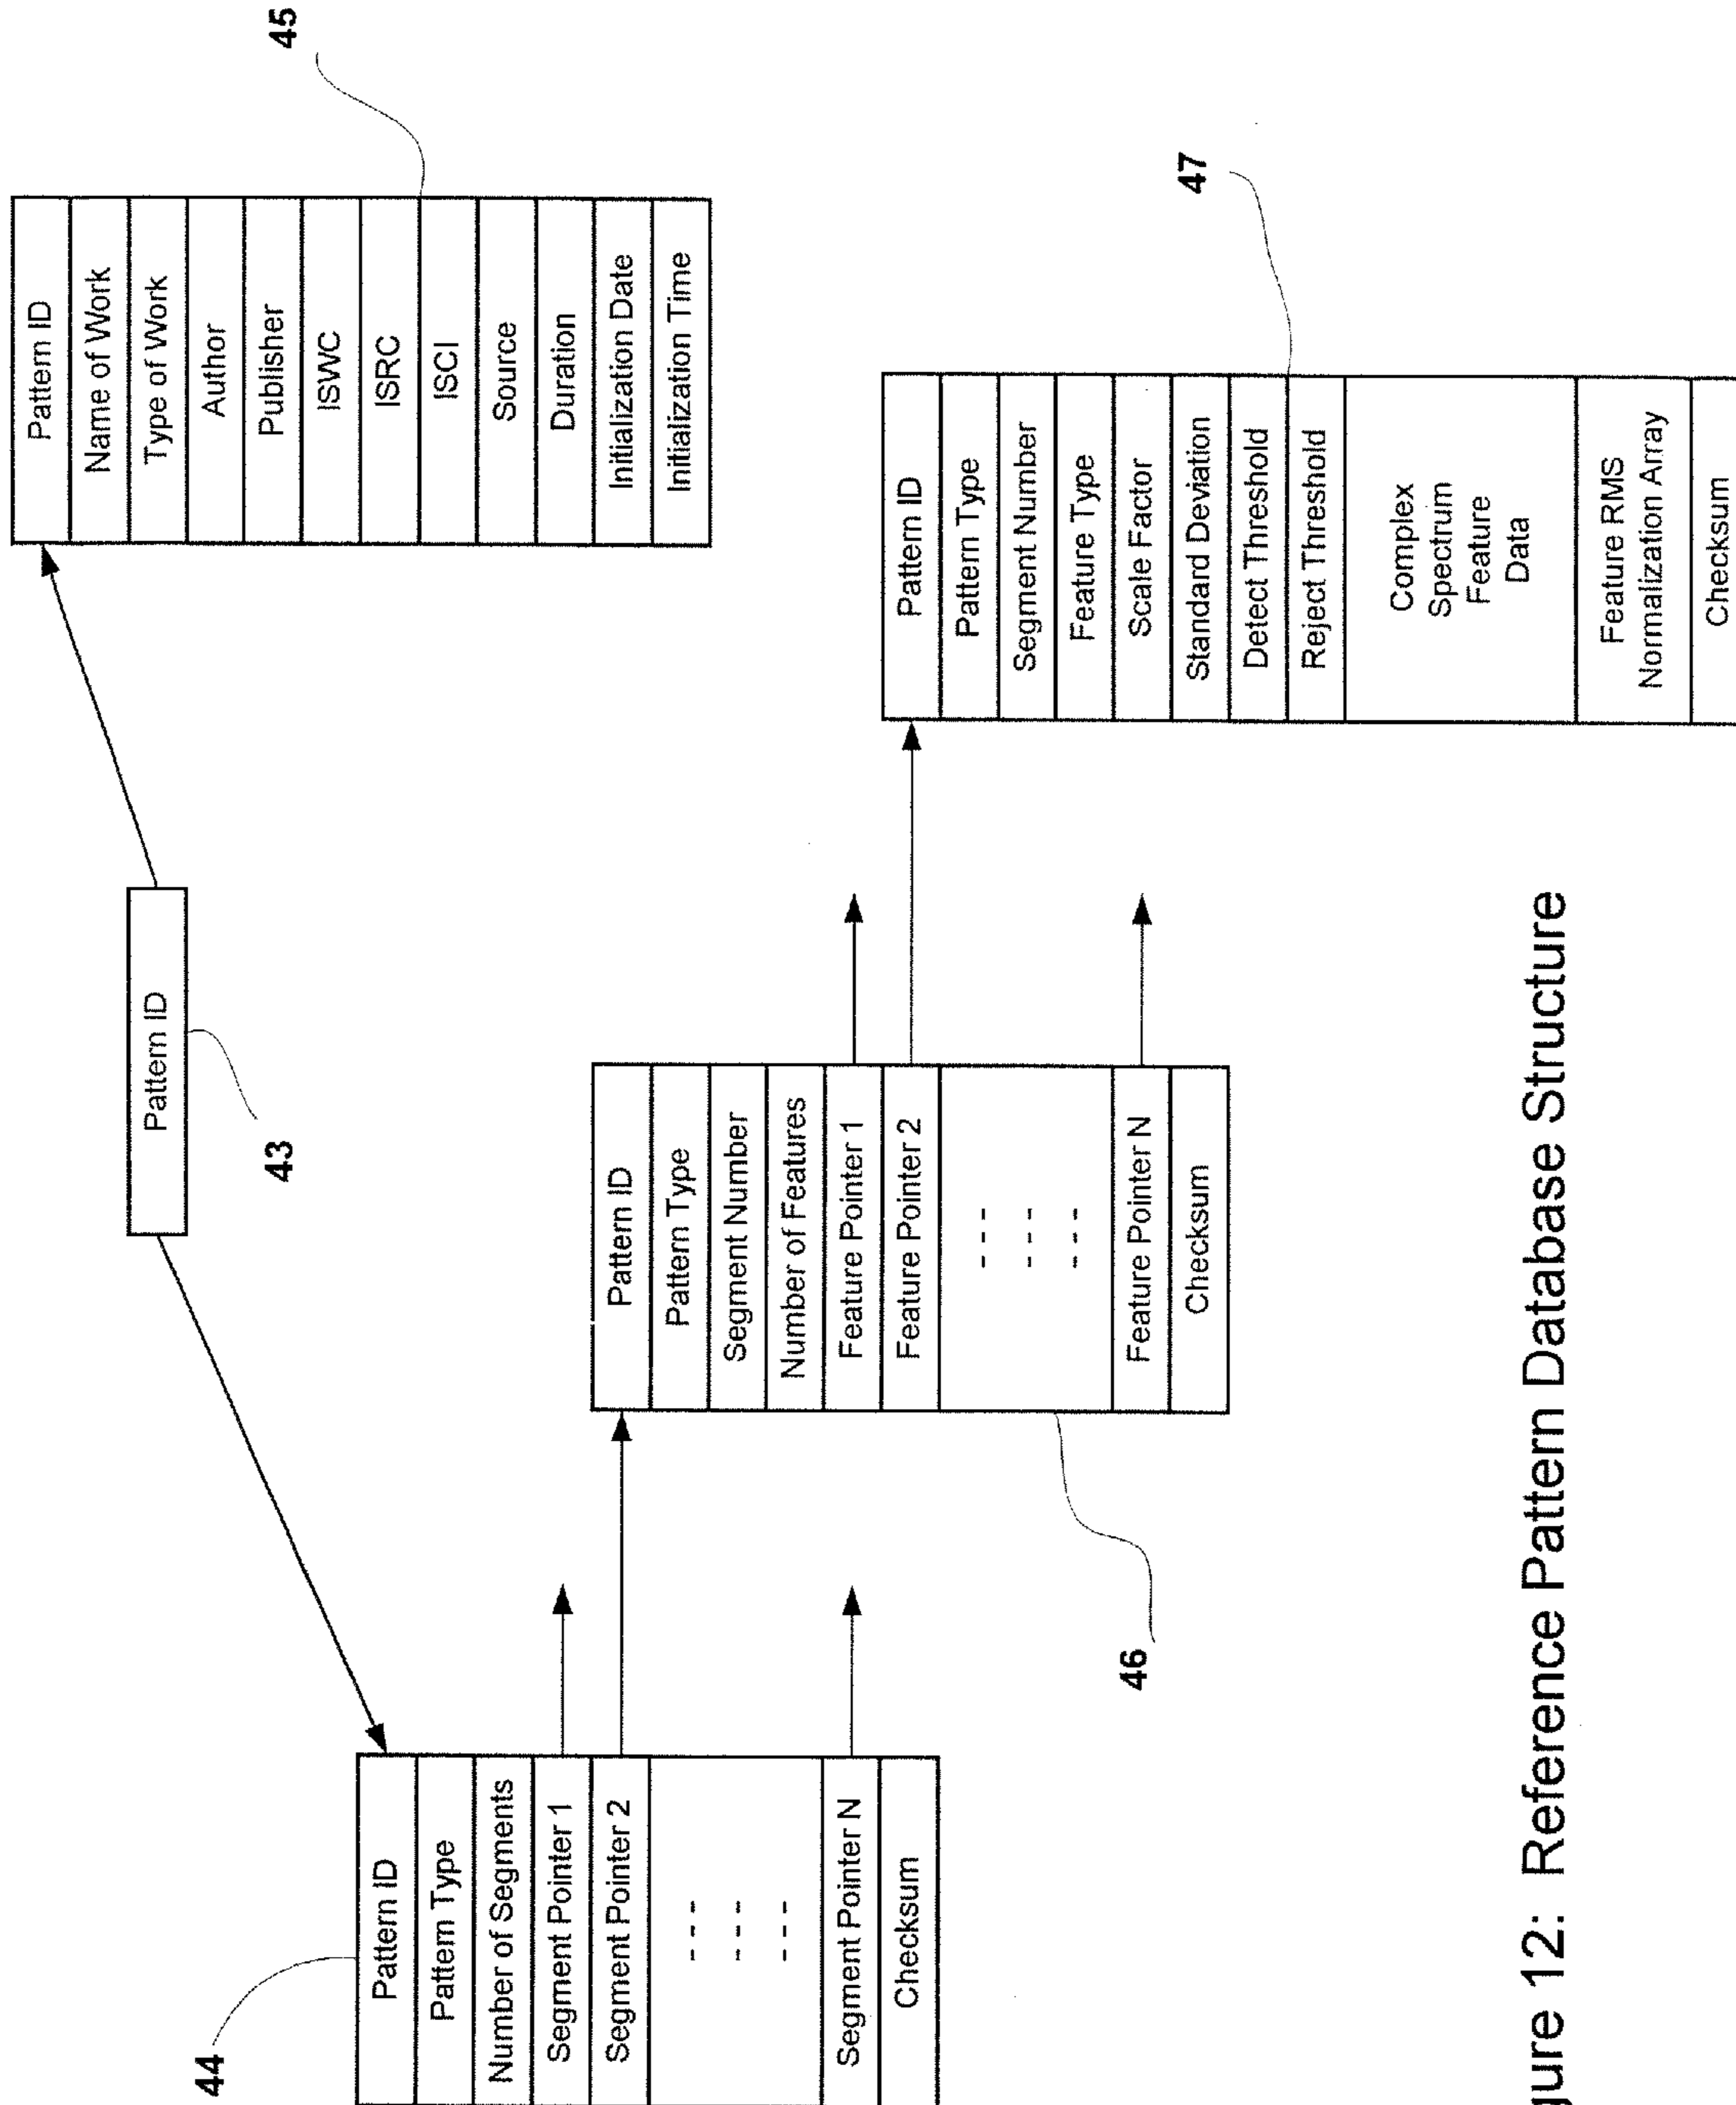 Pattern ID
43
45
Pattern ID
Name of Work
Type of Work
Author
Publisher
ISWC
ISRC
ISCI
Source
Duration
Initialization Date
Initialization Time
44
Pattern ID
Pattern Type
Number of Segments
Segment Pointer 1
Segment Pointer 2
- - -
- - -
- - -
Segment Pointer N
Checksum
46
Pattern ID
Pattern Type
Segment Number
Number of Features
Feature Pointer 1
Feature Pointer 2
- - -
- - -
- - -
Feature Pointer N
Checksum
47
Pattern ID
Pattern Type
Segment Number
Feature Type
Scale Factor
Standard Deviation
Detect Threshold
Reject Threshold
Complex
Spectrum
Feature
Data
Feature RMS
Normalization Array
Checksum
gure 12: Reference Pattern Database Structure